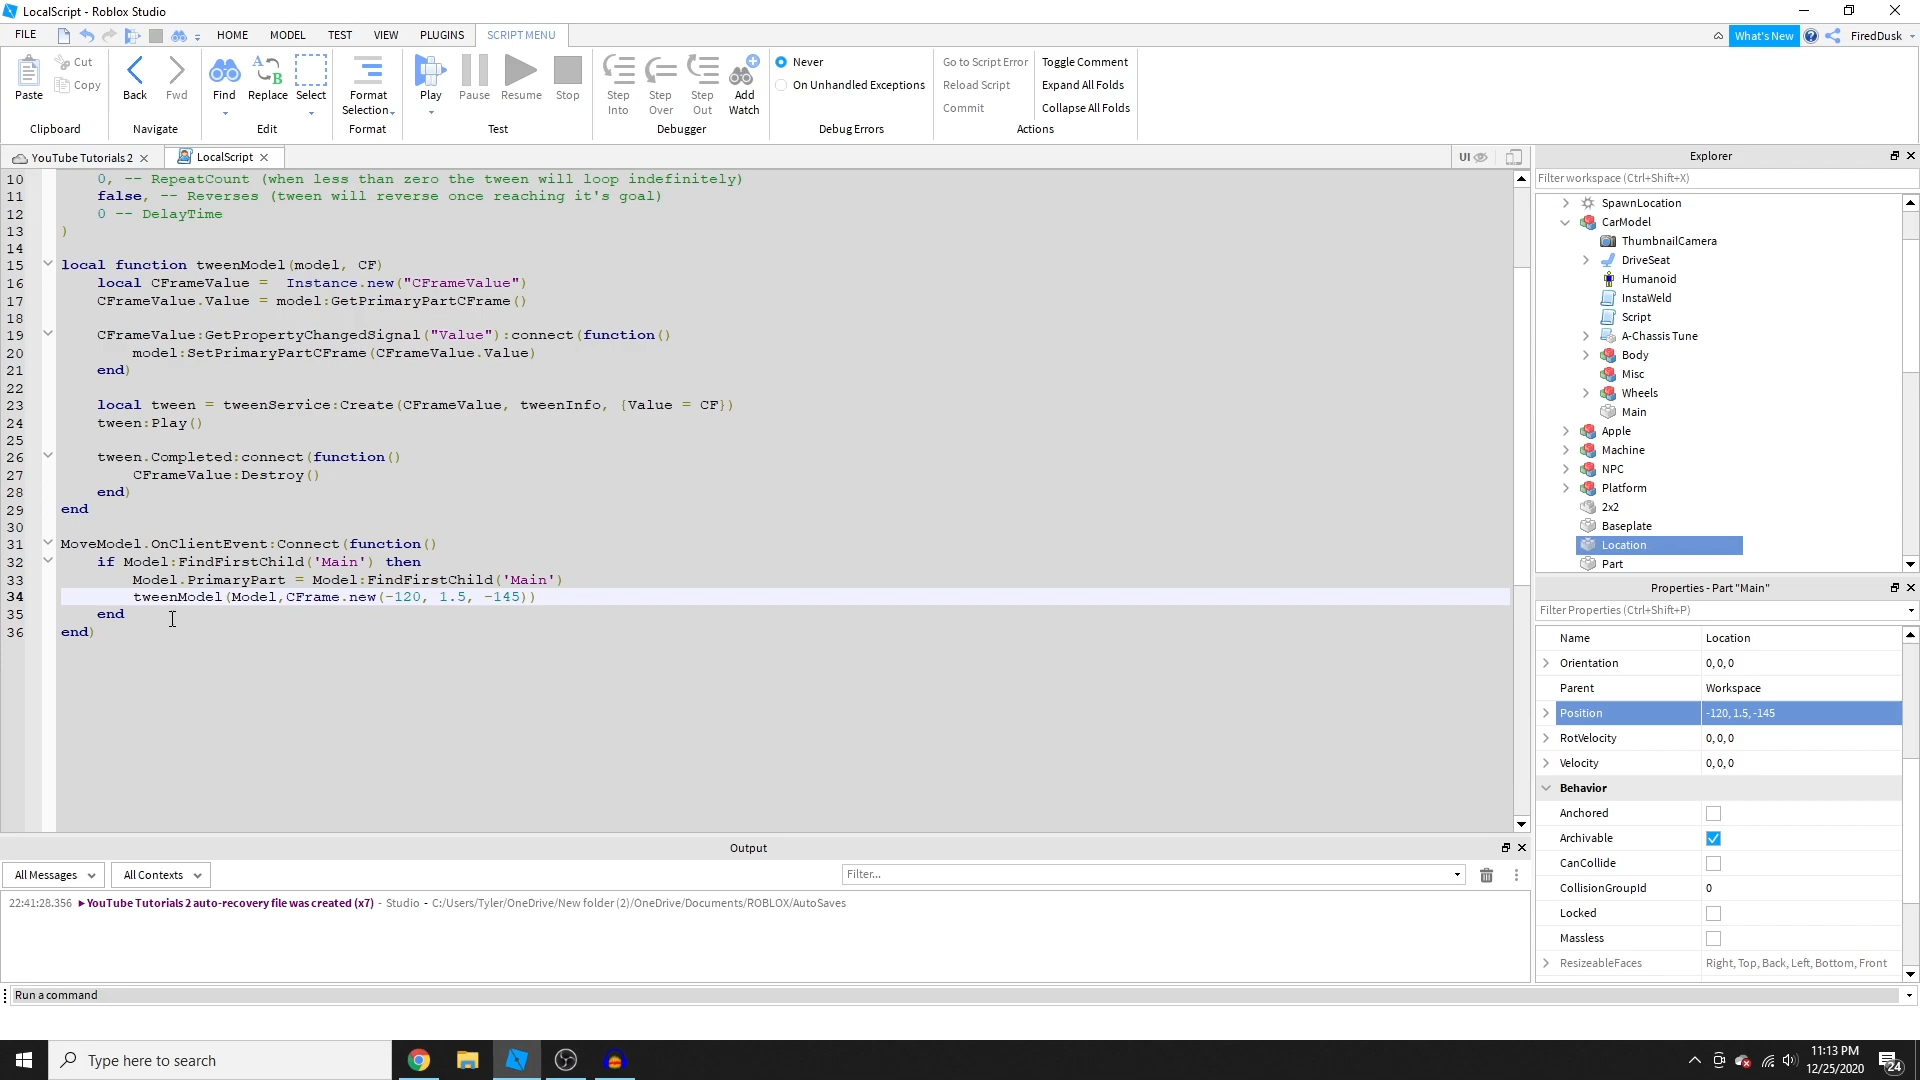 LocalScript - Roblox Studio
FILE HOME MODEL TEST VIEW PLUGINS SCRIPT MENU What's New FiredDusk
Paste Cut Copy Back Fwd Find Replace Select Format Selection Play Pause Resume Stop Step Into Step Over Step Out Add Watch
Never
On Unhandled Exceptions
Go to Script Error Toggle Comment
Reload Script Expand All Folds
Commit Collapse All Folds
Clipboard Navigate Edit Format Test Debugger Debug Errors Actions
YouTube Tutorials 2 LocalScript UI
10 0, -- RepeatCount (when less than zero the tween will loop indefinitely)
11 false, -- Reverses (tween will reverse once reaching it's goal)
12 0 -- DelayTime
13 )
14
15 local function tweenModel(model, CF)
16 local CFrameValue =  Instance.new("CFrameValue")
17 CFrameValue.Value = model:GetPrimaryPartCFrame()
18
19 CFrameValue:GetPropertyChangedSignal("Value"):connect(function()
20 model:SetPrimaryPartCFrame(CFrameValue.Value)
21 end)
22
23 local tween = tweenService:Create(CFrameValue, tweenInfo, {Value = CF})
24 tween:Play()
25
26 tween.Completed:connect(function()
27 CFrameValue:Destroy()
28 end)
29 end
30
31 MoveModel.OnClientEvent:Connect(function()
32 if Model:FindFirstChild('Main') then
33 Model.PrimaryPart = Model:FindFirstChild('Main')
34 tweenModel(Model,CFrame.new(-120, 1.5, -145))
35 end
36 end)
Explorer
Filter workspace (Ctrl+Shift+X)
SpawnLocation
CarModel
ThumbnailCamera
DriveSeat
Humanoid
InstaWeld
Script
A-Chassis Tune
Body
Misc
Wheels
Main
Apple
Machine
NPC
Platform
2x2
Baseplate
Location
Part
Properties - Part "Main"
Filter Properties (Ctrl+Shift+P)
Name Location
Orientation 0, 0, 0
Parent Workspace
Position -120, 1.5, -145
RotVelocity 0, 0, 0
Velocity 0, 0, 0
Behavior
Anchored
Archivable
CanCollide
CollisionGroupId 0
Locked
Massless
ResizeableFaces Right, Top, Back, Left, Bottom, Front
Output
All Messages All Contexts Filter...
22:41:28.356 YouTube Tutorials 2 auto-recovery file was created (x7) - Studio - C:/Users/Tyler/OneDrive/New folder (2)/OneDrive/Documents/ROBLOX/AutoSaves
Run a command
Type here to search
11:13 PM
12/25/2020
24